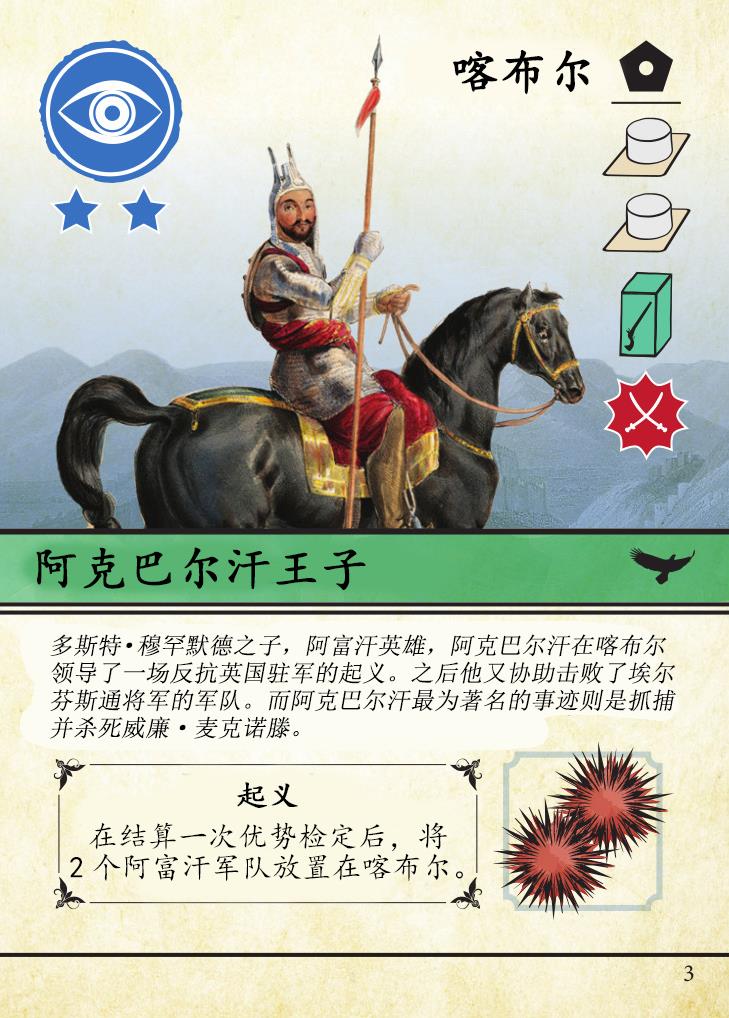 喀布尔
阿克巴尔汗王子
多斯特·穆罕默德之子，阿富汗英雄，阿克巴尔汗在喀布尔
领导了一场反抗英国驻军的起义。之后他又协助击败了埃尔
芬斯通将军的军队。而阿克巴尔汗最为著名的事迹则是抓捕
并杀死威廉·麦克诺滕。
起义
在结算一次优势检定后，将
2 个阿富汗军队放置在喀布尔。
3